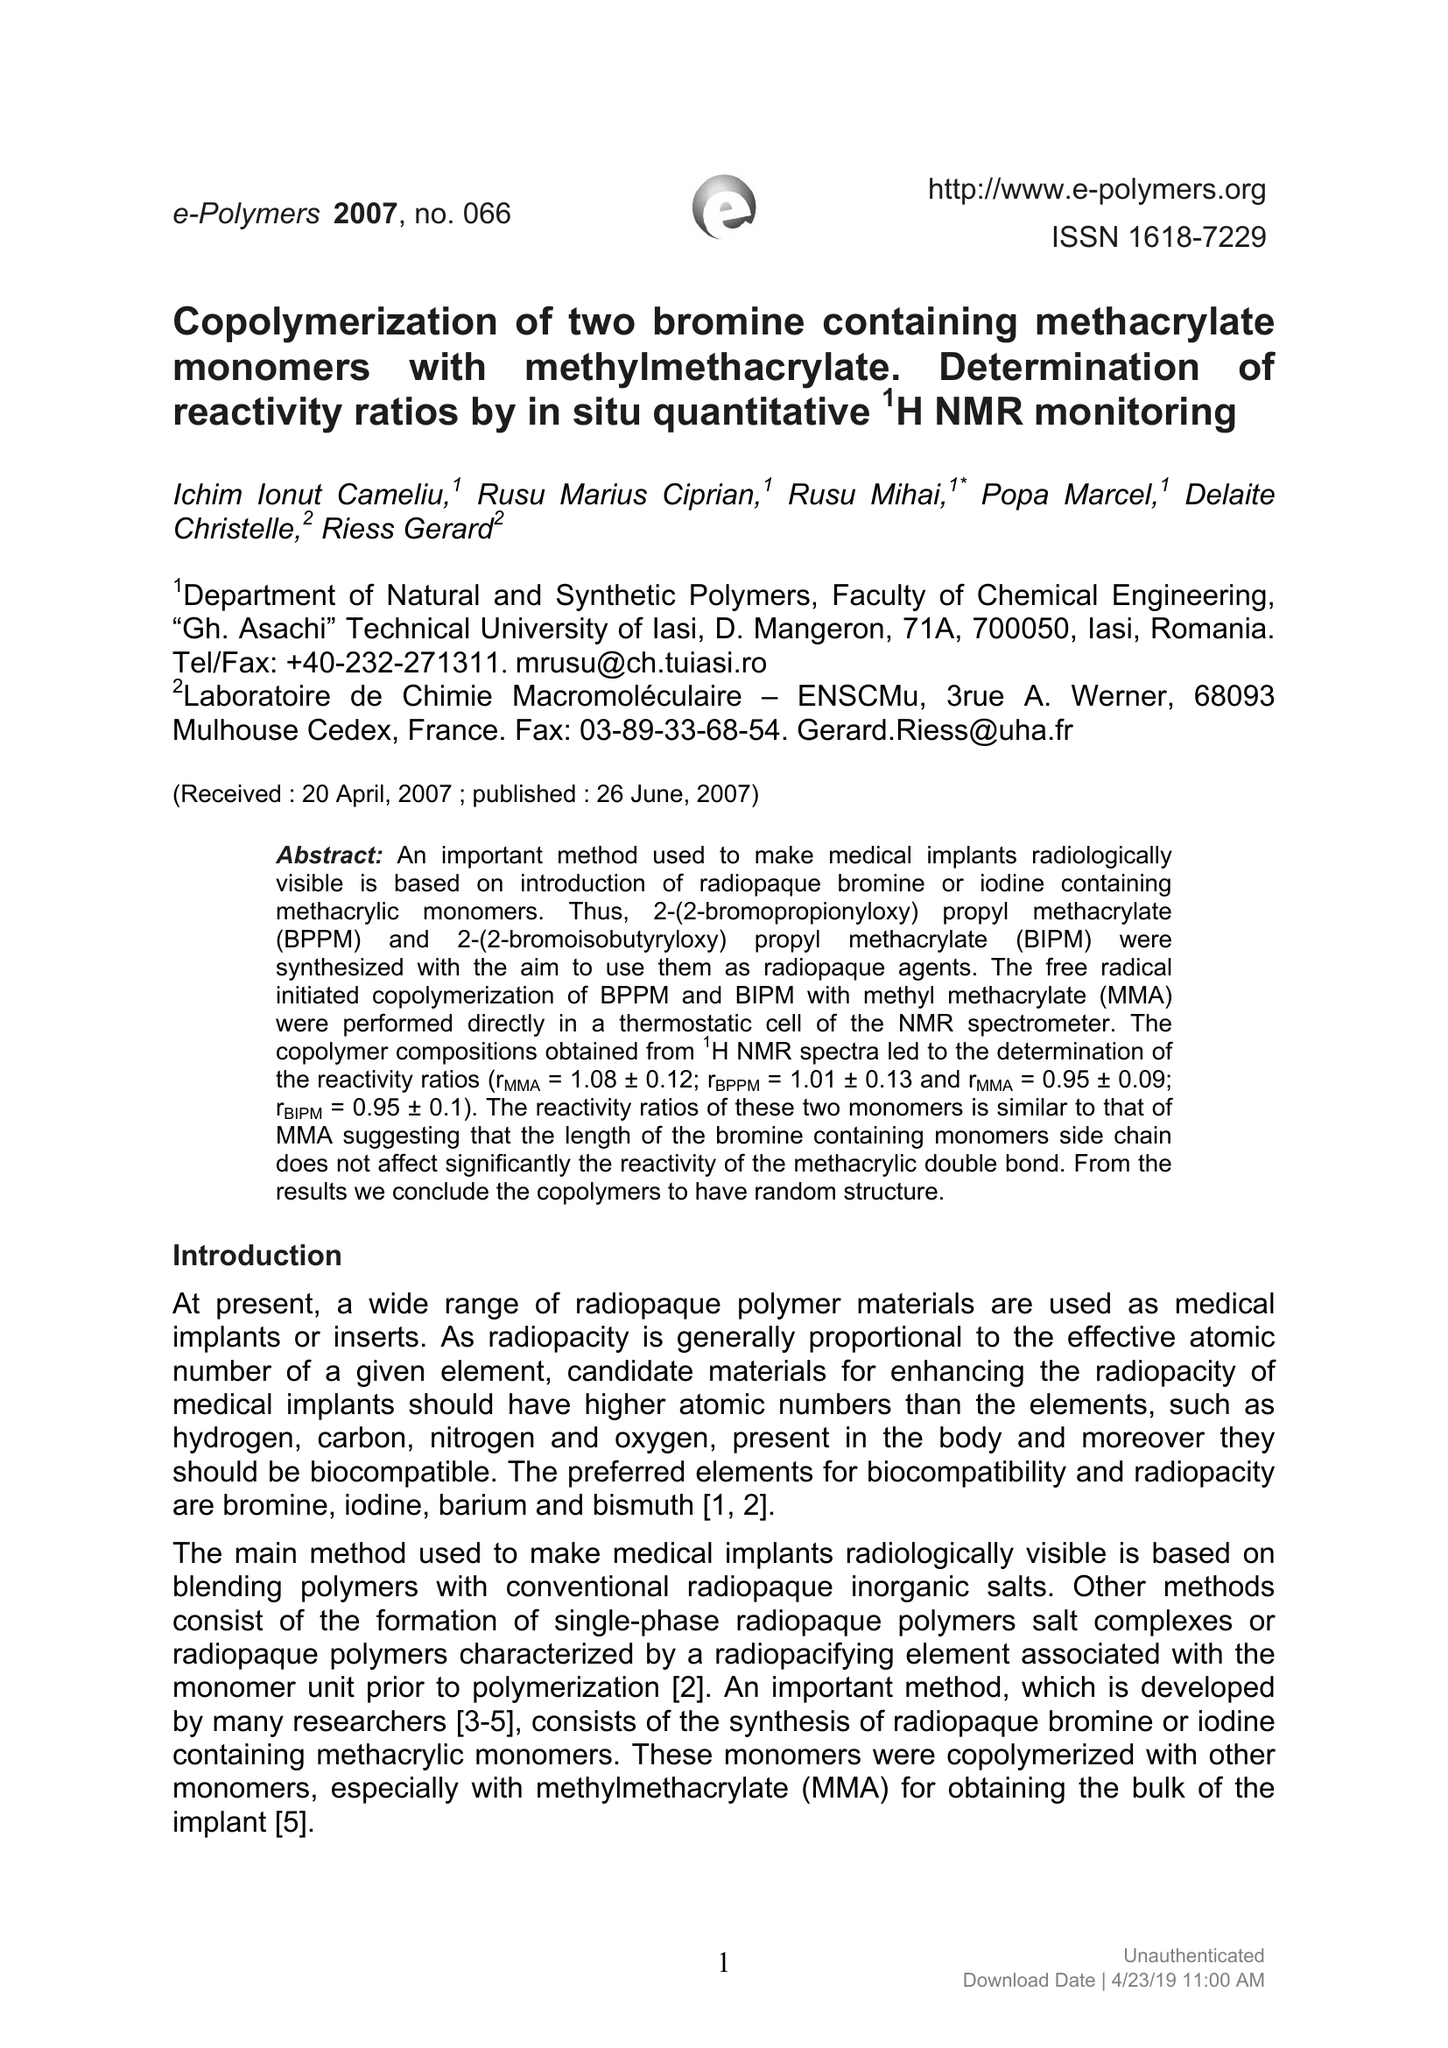 e-Polymers 2007, no. 066
e
http://www.e-polymers.org
ISSN 1618-7229
Copolymerization of two bromine containing methacrylate
monomers with methylmethacrylate. Determination of
reactivity ratios by in situ quantitative ¹H NMR monitoring
Ichim Ionut Cameliu,¹ Rusu Marius Ciprian,¹ Rusu Mihai,¹* Popa Marcel,¹ Delaite
Christelle,² Riess Gerard²
¹Department of Natural and Synthetic Polymers, Faculty of Chemical Engineering,
“Gh. Asachi” Technical University of Iasi, D. Mangeron, 71A, 700050, Iasi, Romania.
Tel/Fax: +40-232-271311. mrusu@ch.tuiasi.ro
²Laboratoire de Chimie Macromoléculaire – ENSCMu, 3rue A. Werner, 68093
Mulhouse Cedex, France. Fax: 03-89-33-68-54. Gerard.Riess@uha.fr
(Received : 20 April, 2007 ; published : 26 June, 2007)
Abstract: An important method used to make medical implants radiologically
visible is based on introduction of radiopaque bromine or iodine containing
methacrylic monomers. Thus, 2-(2-bromopropionyloxy) propyl methacrylate
(BPPM) and 2-(2-bromoisobutyryloxy) propyl methacrylate (BIPM) were
synthesized with the aim to use them as radiopaque agents. The free radical
initiated copolymerization of BPPM and BIPM with methyl methacrylate (MMA)
were performed directly in a thermostatic cell of the NMR spectrometer. The
copolymer compositions obtained from ¹H NMR spectra led to the determination of
the reactivity ratios (rMMA = 1.08 ± 0.12; rBPPM = 1.01 ± 0.13 and rMMA = 0.95 ± 0.09;
rBIPM = 0.95 ± 0.1). The reactivity ratios of these two monomers is similar to that of
MMA suggesting that the length of the bromine containing monomers side chain
does not affect significantly the reactivity of the methacrylic double bond. From the
results we conclude the copolymers to have random structure.
Introduction
At present, a wide range of radiopaque polymer materials are used as medical
implants or inserts. As radiopacity is generally proportional to the effective atomic
number of a given element, candidate materials for enhancing the radiopacity of
medical implants should have higher atomic numbers than the elements, such as
hydrogen, carbon, nitrogen and oxygen, present in the body and moreover they
should be biocompatible. The preferred elements for biocompatibility and radiopacity
are bromine, iodine, barium and bismuth [1, 2].
The main method used to make medical implants radiologically visible is based on
blending polymers with conventional radiopaque inorganic salts. Other methods
consist of the formation of single-phase radiopaque polymers salt complexes or
radiopaque polymers characterized by a radiopacifying element associated with the
monomer unit prior to polymerization [2]. An important method, which is developed
by many researchers [3-5], consists of the synthesis of radiopaque bromine or iodine
containing methacrylic monomers. These monomers were copolymerized with other
monomers, especially with methylmethacrylate (MMA) for obtaining the bulk of the
implant [5].
1
Unauthenticated
Download Date | 4/23/19 11:00 AM